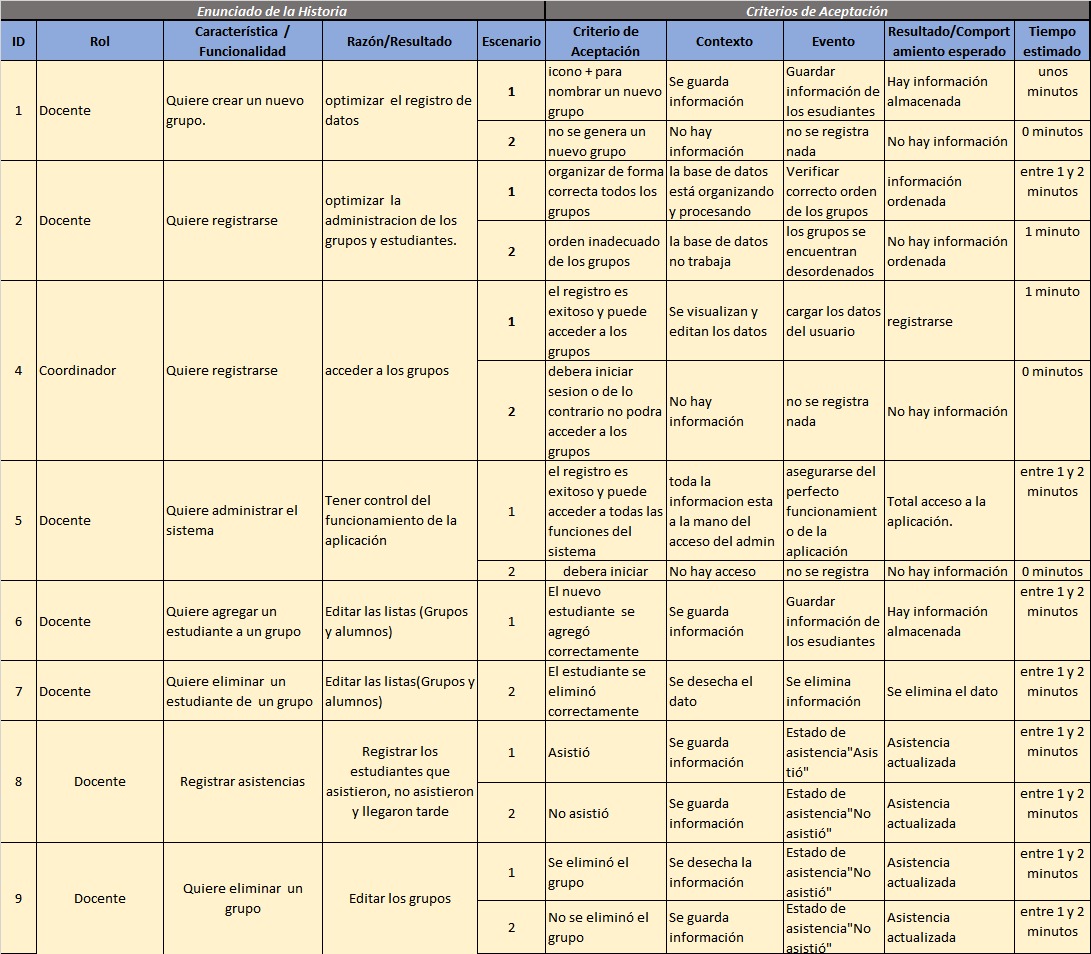 Enunciado de la Historia
Criterios de Aceptación
ID
Rol
Característica /
Funcionalidad
Razón/Resultado
Escenario
Criterio de
Aceptación
Contexto
Evento
Resultado/Comport
amiento esperado
Tiempo
estimado
1
Docente
Quiere crear un nuevo
grupo.
optimizar el registro de
datos
1
icono + para
nombrar un nuevo
grupo
Se guarda
información
Guardar
información de
los esudiantes
Hay información
almacenada
unos
minutos
2
no se genera un
nuevo grupo
No hay
información
no se registra
nada
No hay información
0 minutos
2
Docente
Quiere registrarse
optimizar la
administracion de los
grupos y estudiantes.
1
organizar de forma
correcta todos los
grupos
la base de datos
está organizando
y procesando
Verificar
correcto orden
de los grupos
información
ordenada
entre 1 y 2
minutos
2
orden inadecuado
de los grupos
la base de datos
no trabaja
los grupos se
encuentran
desordenados
No hay información
ordenada
1 minuto
4
Coordinador
Quiere registrarse
acceder a los grupos
1
el registro es
exitoso y puede
acceder a los
grupos
Se visualizan y
editan los datos
cargar los datos
del usuario
registrarse
1 minuto
2
debera iniciar
sesion o de lo
contrario no podra
acceder a los
grupos
No hay
información
no se registra
nada
No hay información
0 minutos
5
Docente
Quiere administrar el
sistema
Tener control del
funcionamiento de la
aplicación
1
el registro es
exitoso y puede
acceder a todas las
funciones del
sistema
toda la
informacion esta
a la mano del
acceso del admin
asegurarse del
perfecto
funcionamient
o de la
aplicación
Total acceso a la
aplicación.
entre 1 y 2
minutos
2
debera iniciar
No hay acceso
no se registra
No hay información
0 minutos
6
Docente
Quiere agregar un
estudiante a un grupo
Editar las listas (Grupos
y alumnos)
1
El nuevo
estudiante se
agregó
correctamente
Se guarda
información
Guardar
información de
los esudiantes
Hay información
almacenada
entre 1 y 2
minutos
7
Docente
Quiere eliminar un
estudiante de un grupo
Editar las listas(Grupos y
alumnos)
2
El estudiante se
eliminó
correctamente
Se desecha el
dato
Se elimina
información
Se elimina el dato
entre 1 y 2
minutos
8
Docente
Registrar asistencias
Registrar los
estudiantes que
asistieron, no asistieron
y llegaron tarde
1
Asistió
Se guarda
información
Estado de
asistencia"Asis
tió"
Asistencia
actualizada
entre 1 y 2
minutos
2
No asistió
Se guarda
información
Estado de
asistencia"No
asistió"
Asistencia
actualizada
entre 1 y 2
minutos
9
Docente
Quiere eliminar un
grupo
Editar los grupos
1
Se eliminó el
grupo
Se desecha la
información
Estado de
asistencia"No
asistió"
Asistencia
actualizada
entre 1 y 2
minutos
2
No se eliminó el
grupo
Se guarda
información
Estado de
asistencia"No
asistió"
Asistencia
actualizada
entre 1 y 2
minutos